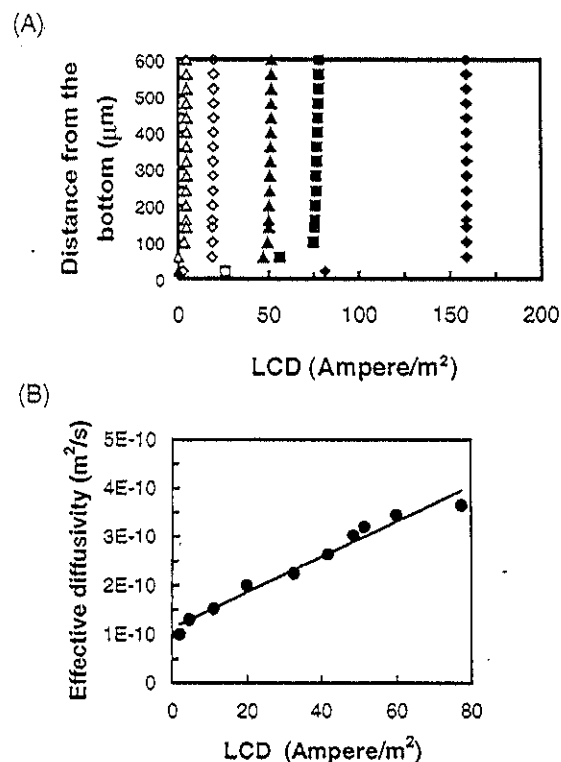 (A)
Distance from the
bottom (μm)
600
500
400
300
200
100
0
0
50
100
150
200
LCD (Ampere/m²)
(B)
Effective diffusivity (m²/s)
5E-10
4E-10
3E-10
2E-10
1E-10
0
0
20
40
60
80
LCD (Ampere/m²)